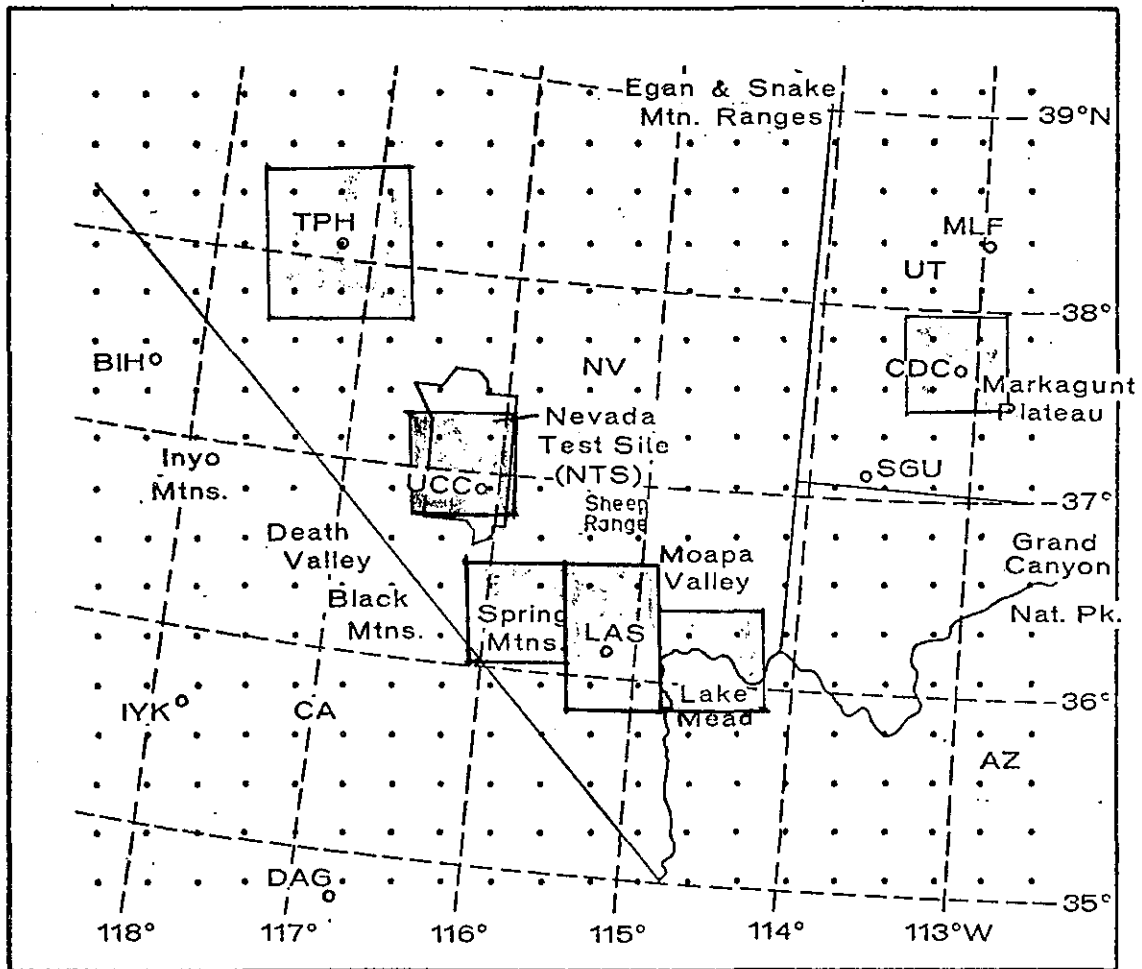 Egan & Snake
Mtn. Ranges
39°N
TPH
MLF
UT
38°
BIH
NV
CDC
Markagunt
Plateau
Nevada
Test Site
(NTS)
Inyo
Mtns.
UCC
SGU
37°
Sheep
Range
Death
Valley
Moapa
Valley
Grand
Canyon
Nat. Pk.
Black
Mtns.
Spring
Mtns.
LAS
IYK
CA
Lake
Mead
36°
AZ
DAG
35°
118° 117° 116° 115° 114° 113°W